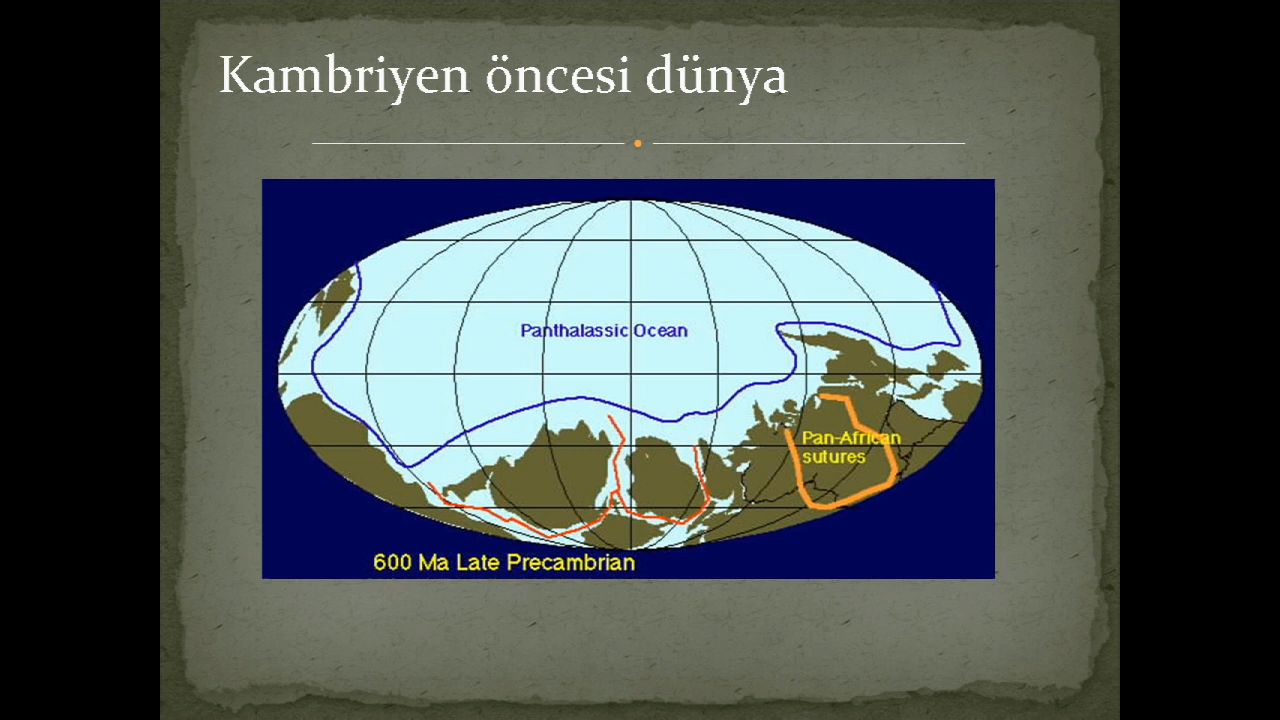 Kambriyen öncesi dünya
Panthalassic Ocean
Pan-African
sutures
600 Ma Late Precambrian